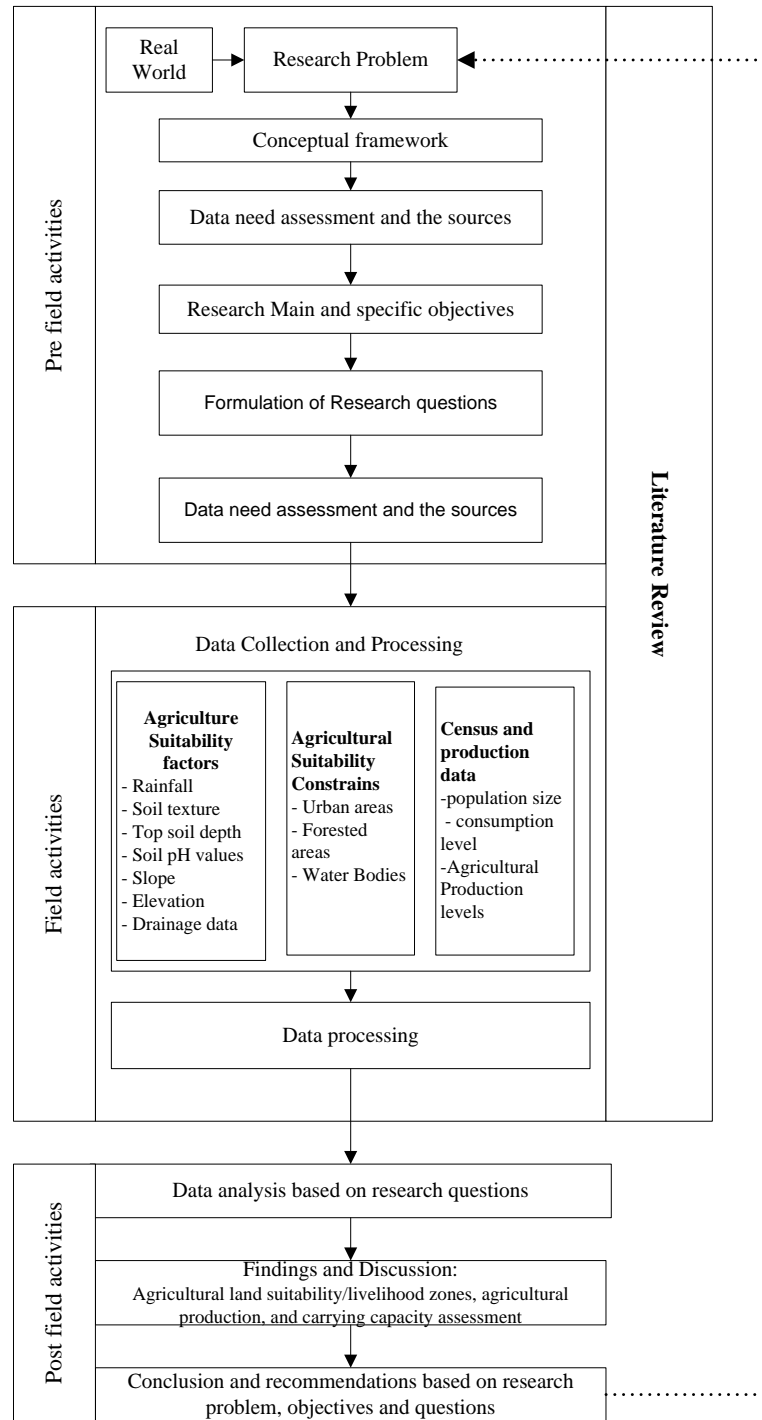 Pre field activities
Real
World
Research Problem
Conceptual framework
Data need assessment and the sources
Research Main and specific objectives
Formulation of Research questions
Data need assessment and the sources
Literature Review
Field activities
Data Collection and Processing
Agriculture
Suitability
factors
- Rainfall
- Soil texture
- Top soil depth
- Soil pH values
- Slope
- Elevation
- Drainage data
Agricultural
Suitability
Constrains
- Urban areas
- Forested
areas
- Water Bodies
Census and
production
data
-population size
- consumption
level
-Agricultural
Production
levels
Data processing
Post field activities
Data analysis based on research questions
Findings and Discussion:
Agricultural land suitability/livelihood zones, agricultural
production, and carrying capacity assessment
Conclusion and recommendations based on research
problem, objectives and questions